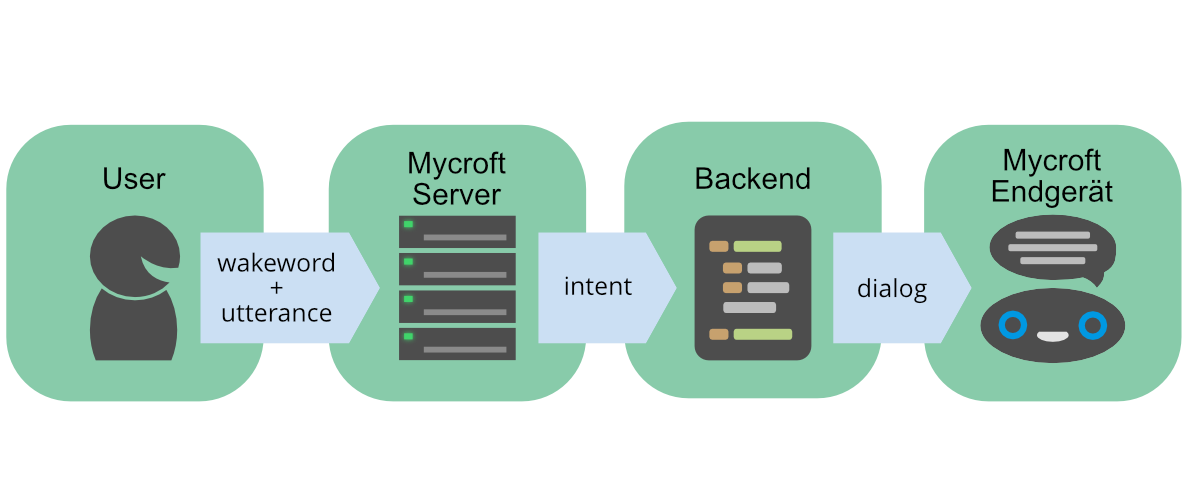 User
wakeword
+
utterance
Mycroft
Server
intent
Backend
dialog
Mycroft
Endgerät